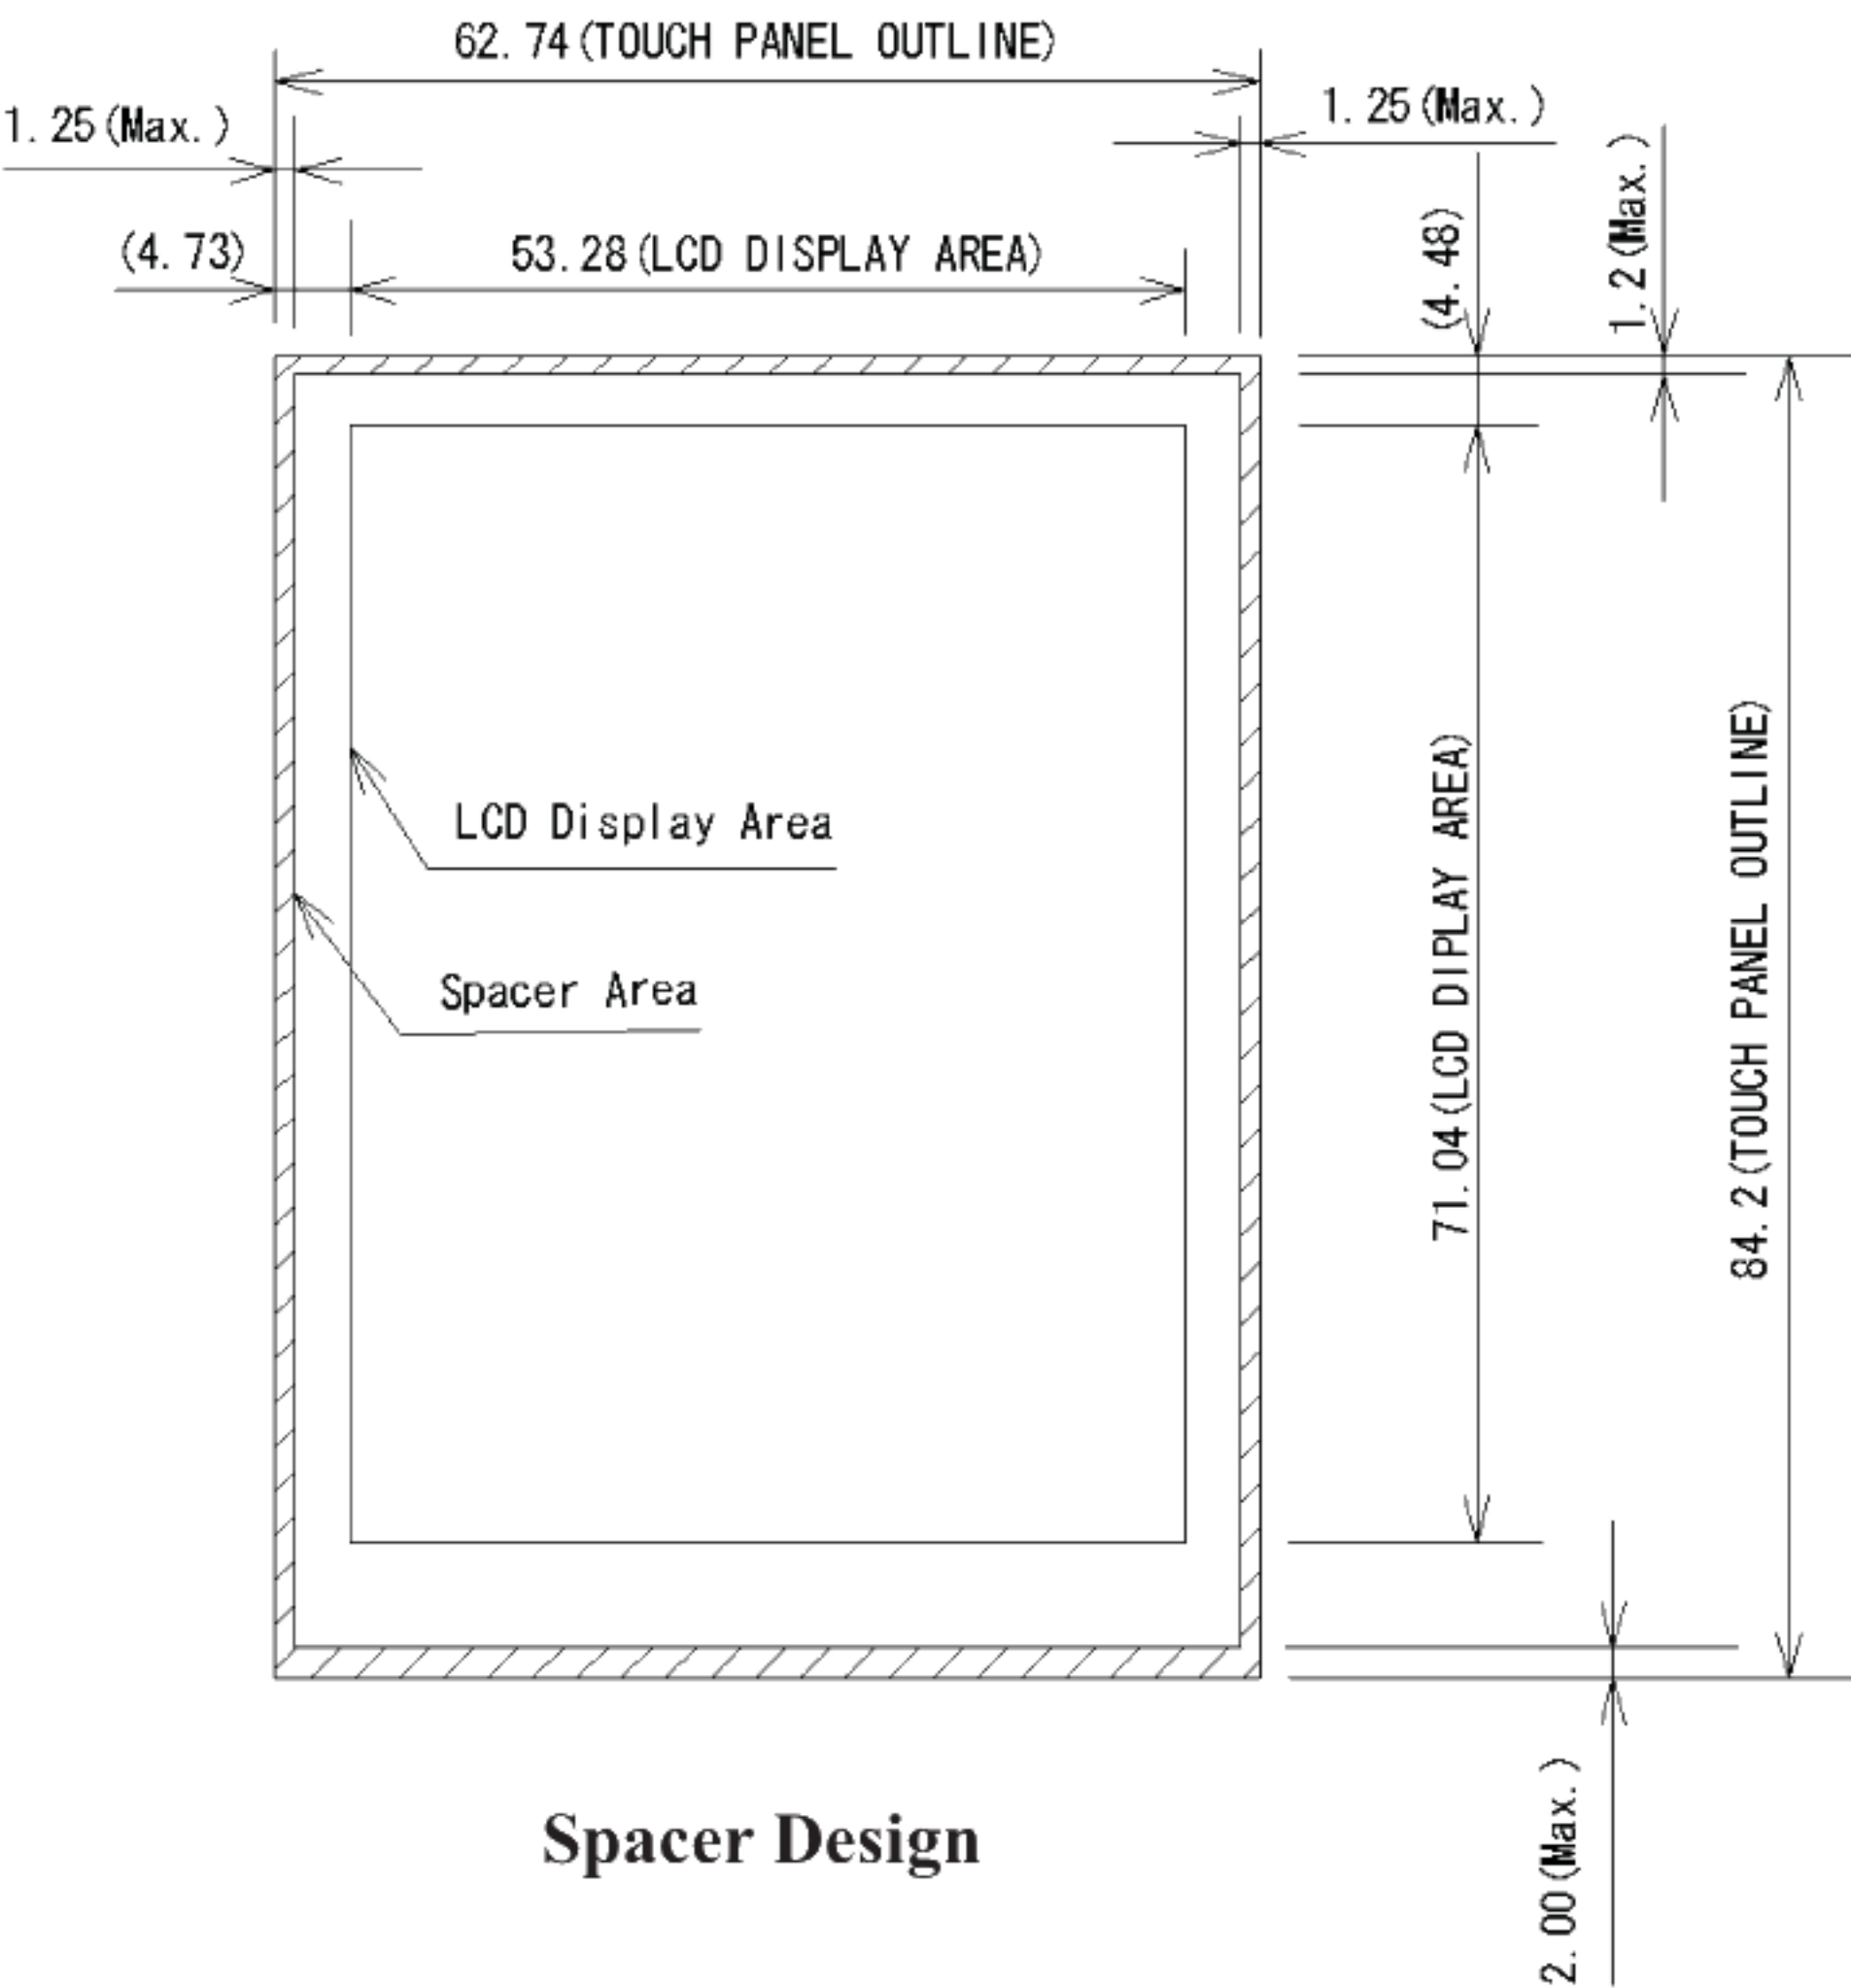 62.74(TOUCH PANEL OUTLINE)
1.25(Max.)
1.25(Max.)
(4.73)
53.28(LCD DISPLAY AREA)
(4.48)
1.2(Max.)
LCD Display Area
Spacer Area
71.04(LCD DIPLAY AREA)
84.2(TOUCH PANEL OUTLINE)
2.00(Max.)
Spacer Design